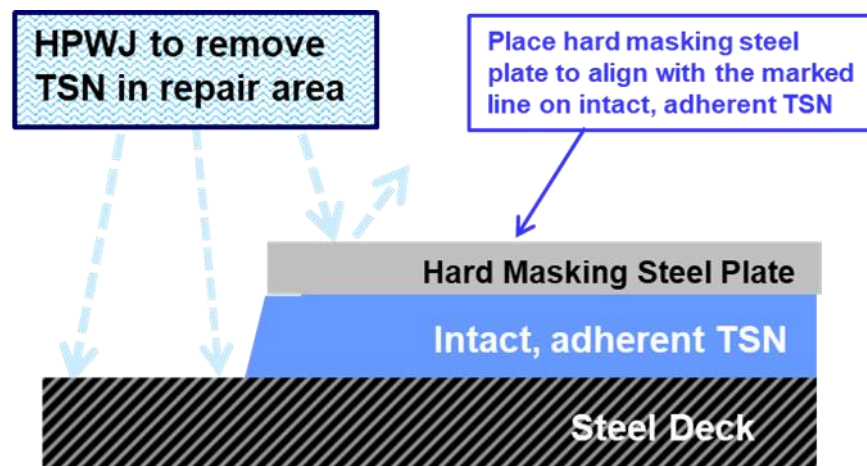 HPWJ to remove
TSN in repair area
Place hard masking steel
plate to align with the marked
line on intact, adherent TSN
Hard Masking Steel Plate
Intact, adherent TSN
Steel Deck